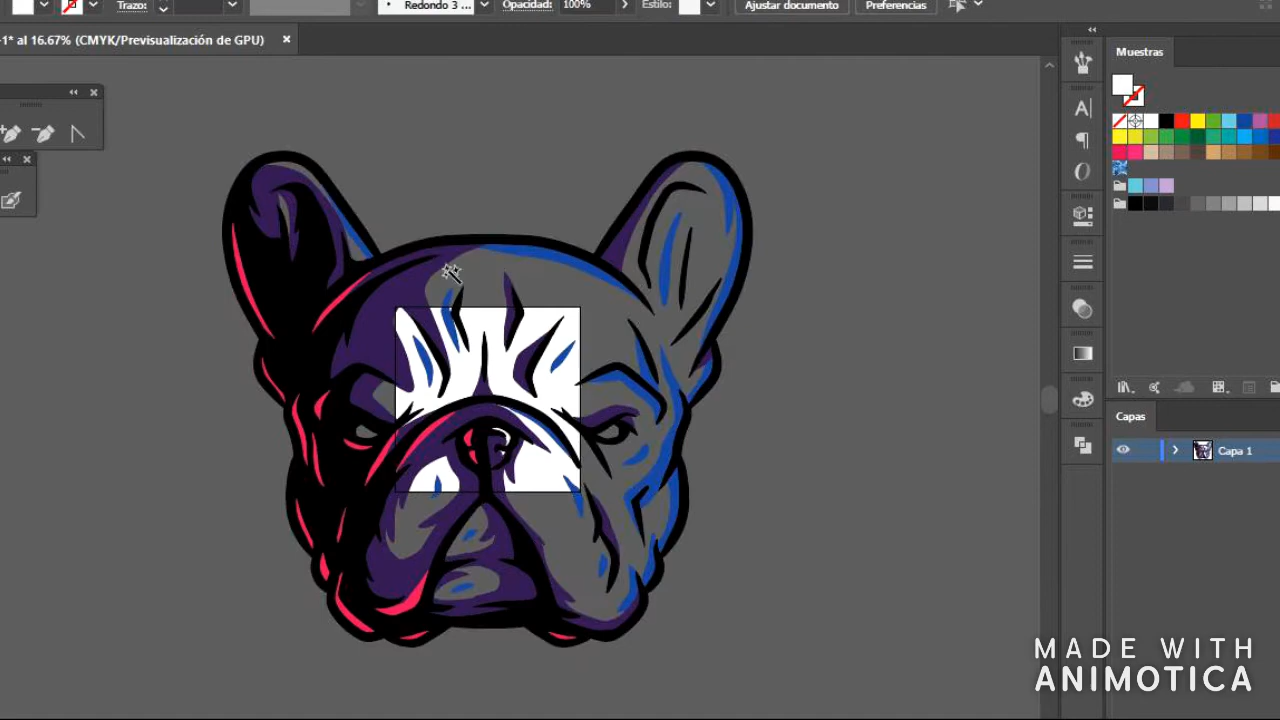 Trazo:
Redondo 3 ...
Opacidad:
100%
Estilo:
Ajustar documento
Preferencias
-1* al 16.67% (CMYK/Previsualización de GPU)
Muestras
Capas
Capa 1
MADE WITH
ANIMOTICA